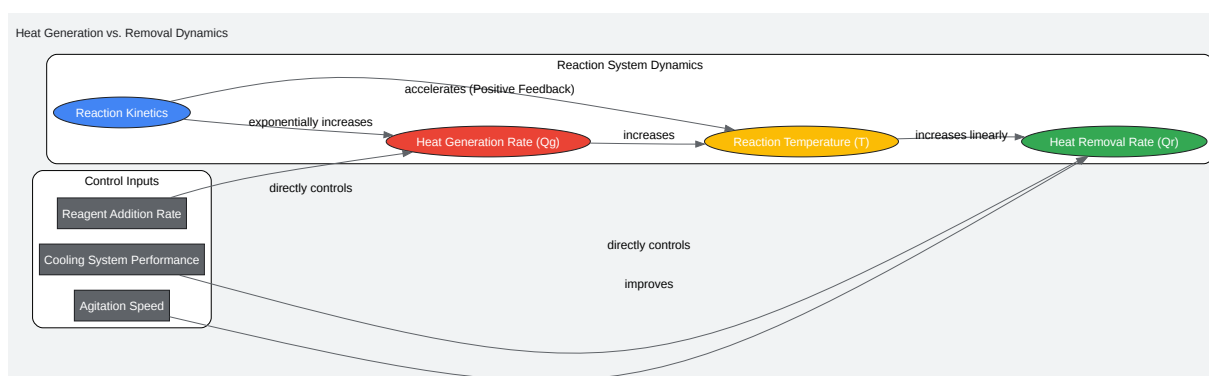 Heat Generation vs. Removal Dynamics
Reaction System Dynamics
accelerates (Positive Feedback)
Reaction Kinetics
exponentially increases
Heat Generation Rate (Qg)
increases
Reaction Temperature (T)
increases linearly
Heat Removal Rate (Qr)
Control Inputs
directly controls
Reagent Addition Rate
directly controls
Cooling System Performance
improves
Agitation Speed